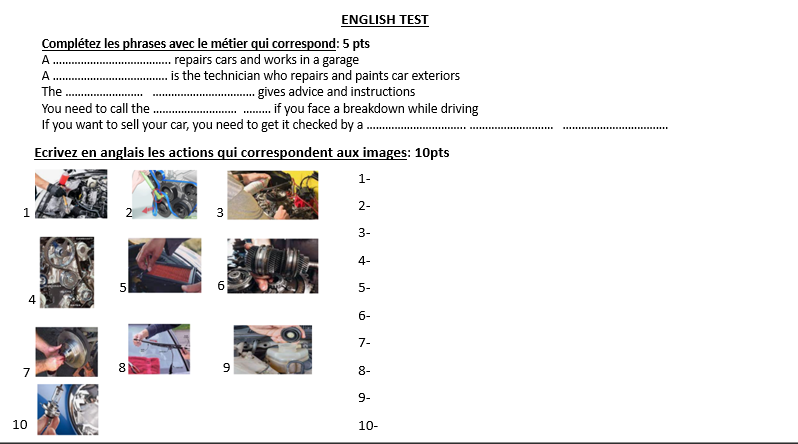 ENGLISH TEST
Complétez les phrases avec le métier qui correspond: 5 pts
A ...................................... repairs cars and works in a garage
A ..................................... is the technician who repairs and paints car exteriors
The ......................... ................................. gives advice and instructions
You need to call the ........................... ......... if you face a breakdown while driving
If you want to sell your car, you need to get it checked by a ................................ ........................... ..................................
Ecrivez en anglais les actions qui correspondent aux images: 10pts
1
2
3
4
5
6
7
8
9
10
1-
2-
3-
4-
5-
6-
7-
8-
9-
10-